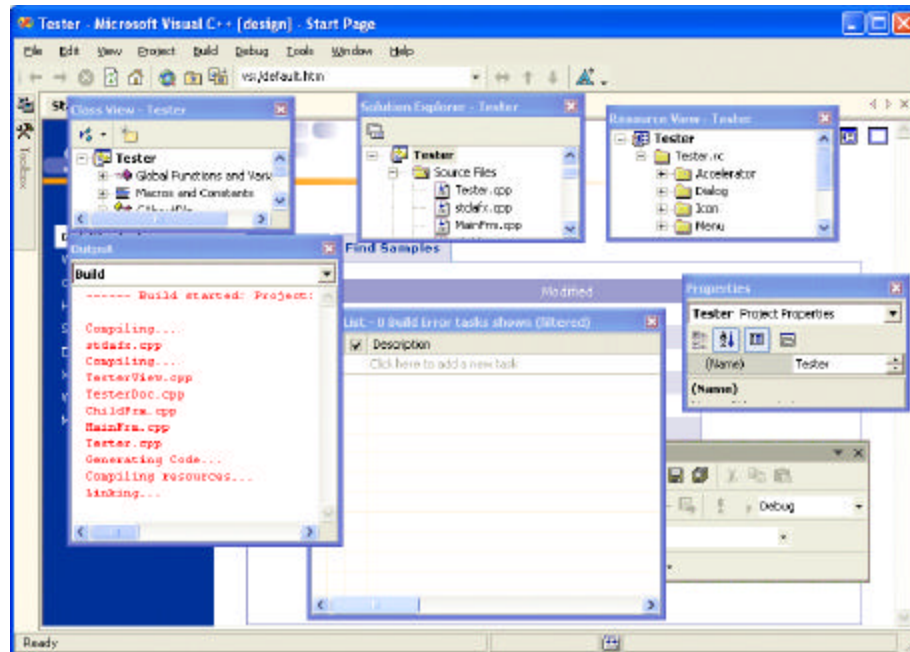 Tester - Microsoft Visual C++ [design] - Start Page
File Edit View Project Build Debug Tools Window Help
vs:/default.htm
Toolbox
Class View - Tester
Tester
Global Functions and Vari
Macros and Constants
Solution Explorer - Tester
Tester
Source Files
Tester.cpp
stdafx.cpp
MainFrm.cpp
Resource View - Tester
Tester
Tester.rc
Accelerator
Dialog
Icon
Menu
Output
Build
------ Build started: Project:
Compiling...
stdafx.cpp
Compiling...
TesterView.cpp
TesterDoc.cpp
ChildFrm.cpp
MainFrm.cpp
Tester.cpp
Generating Code...
Compiling resources...
Linking...
Find Samples
Modified
List - 0 Build Error tasks shown (filtered)
Description
Click here to add a new task
Properties
Tester Project Properties
(Name) Tester
(Name)
Debug
Ready